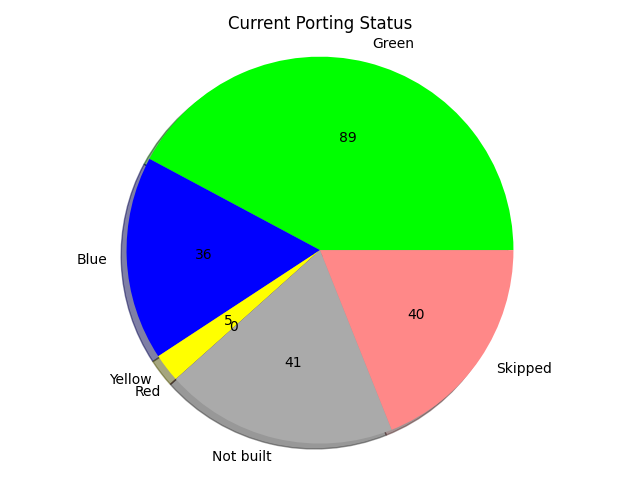 Current Porting Status
Green
89
Blue
36
5
0
Yellow
Red
41
Not built
40
Skipped